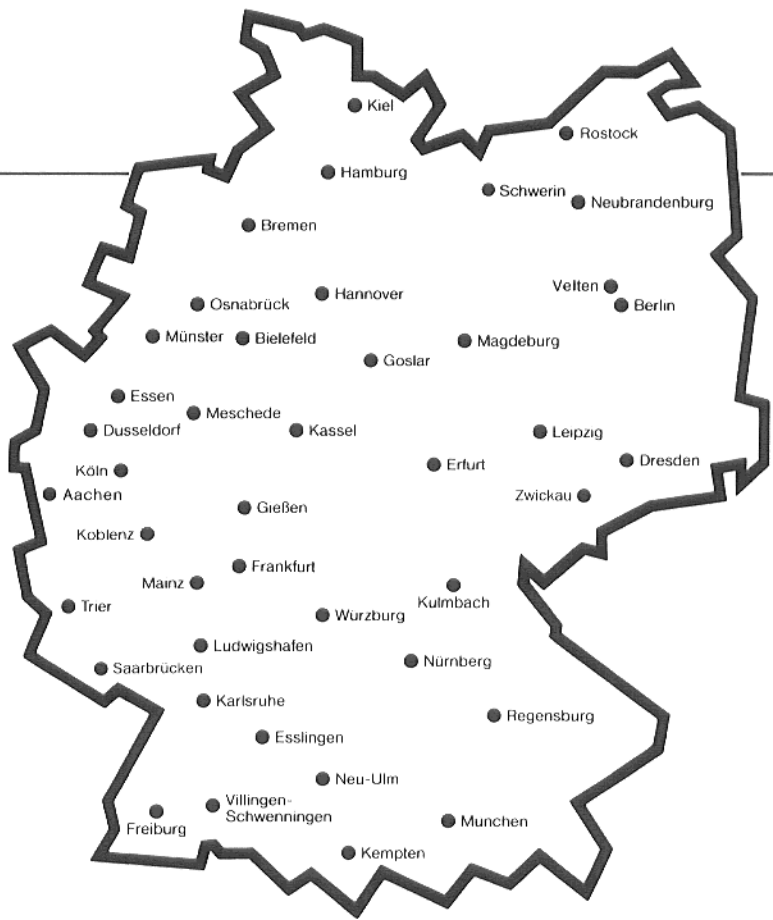 Kiel
Rostock
Hamburg
Schwerin
Neubrandenburg
Bremen
Velten
Hannover
Osnabrück
Berlin
Münster
Bielefeld
Magdeburg
Goslar
Essen
Meschede
Dusseldorf
Kassel
Leipzig
Köln
Erfurt
Dresden
Aachen
Zwickau
Gießen
Koblenz
Frankfurt
Mainz
Kulmbach
Trier
Würzburg
Ludwigshafen
Saarbrücken
Nürnberg
Karlsruhe
Regensburg
Esslingen
Neu-Ulm
Villingen-
Schwenningen
Freiburg
Munchen
Kempten